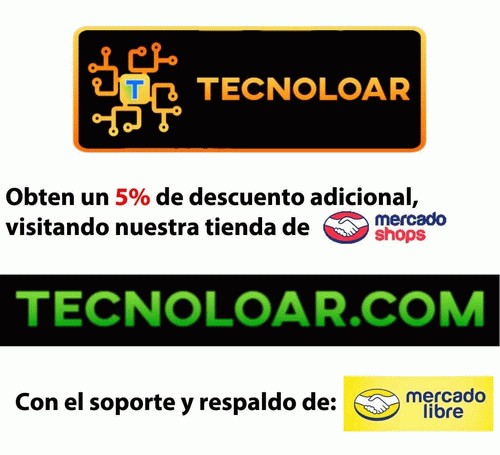 T
TECNOLOAR
Obten un 5% de descuento adicional,
visitando nuestra tienda de mercado shops
TECNOLOAR.COM
Con el soporte y respaldo de: mercado libre